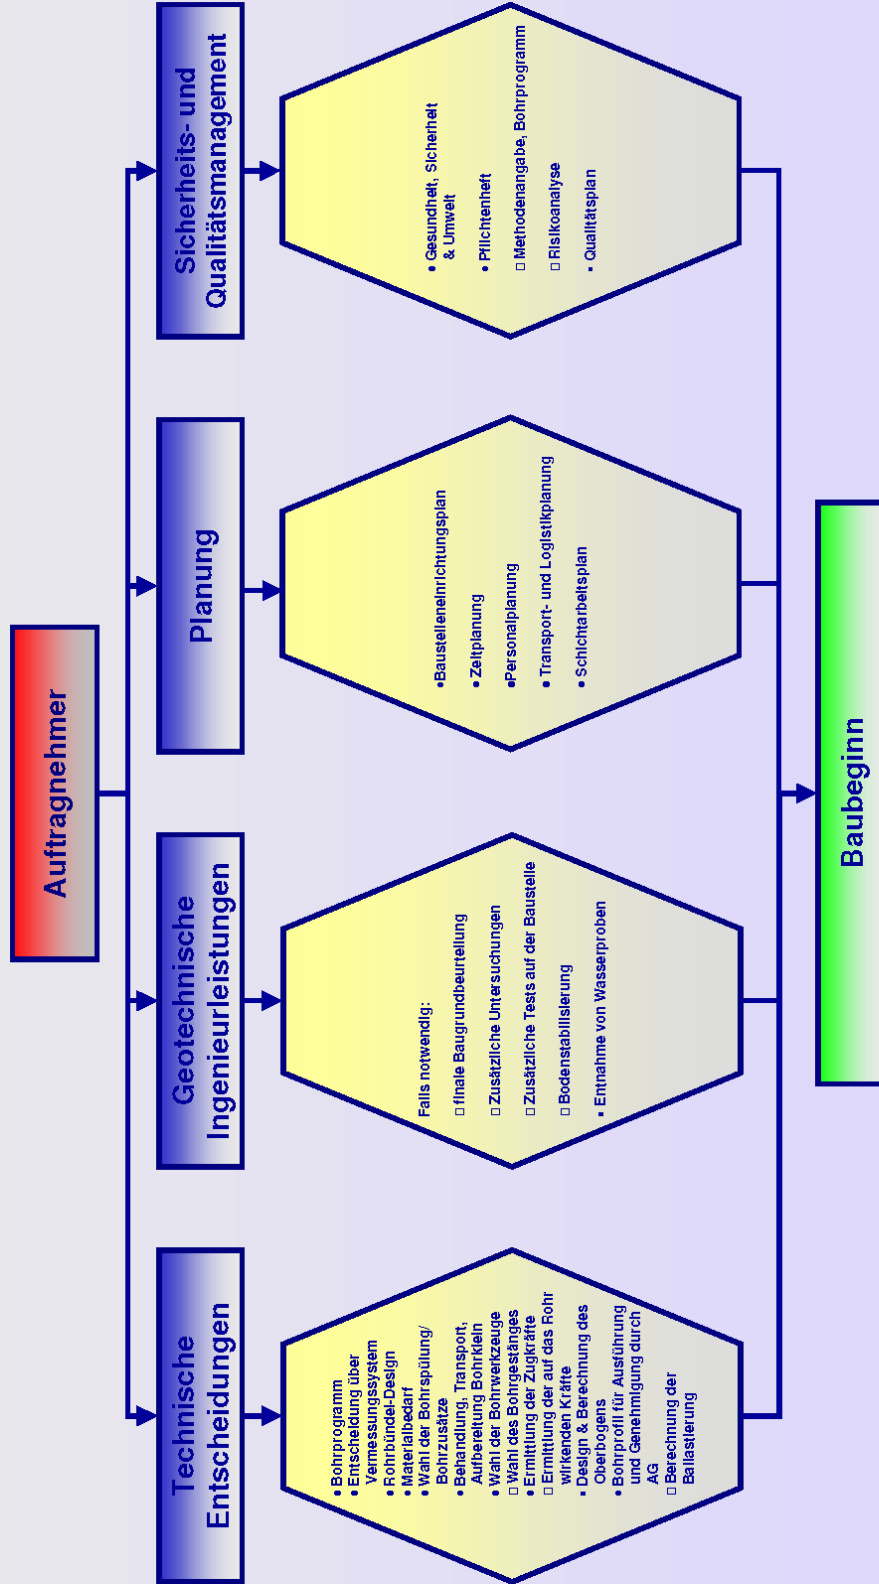 Auftragnehmer
Technische
Entscheidungen
Geotechnische
Ingenieurleistungen
Planung
Sicherheits- und
Qualitätsmanagement
• Bohrprogramm
• Entscheidung über
Vermessungssystem
• Rohrbündel-Design
• Materialbedarf
• Wahl der Bohrspülung/
Bohrzusätze
• Behandlung, Transport,
Aufbereitung Bohrklein
• Wahl der Bohrwerkzeuge
□ Wahl des Bohrgestänges
• Ermittlung der Zugkräfte
□ Ermittlung der auf das Rohr
wirkenden Kräfte
• Design & Berechnung des
Oberbogens
• Bohrprofil für Ausführung
und Genehmigung durch
AG
□ Berechnung der
Ballastierung
Falls notwendig:
□ finale Baugrundbeurteilung
□ Zusätzliche Untersuchungen
□ Zusätzliche Tests auf der Baustelle
□ Bodenstabilisierung
• Entnahme von Wasserproben
•Baustelleneinrichtungsplan
• Zeitplanung
•Personalplanung
• Transport- und Logistikplanung
• Schichtarbeitsplan
• Gesundheit, Sicherheit
& Umwelt
• Pflichtenheft
□ Methodenangabe, Bohrprogramm
□ Risikoanalyse
• Qualitätsplan
Baubeginn